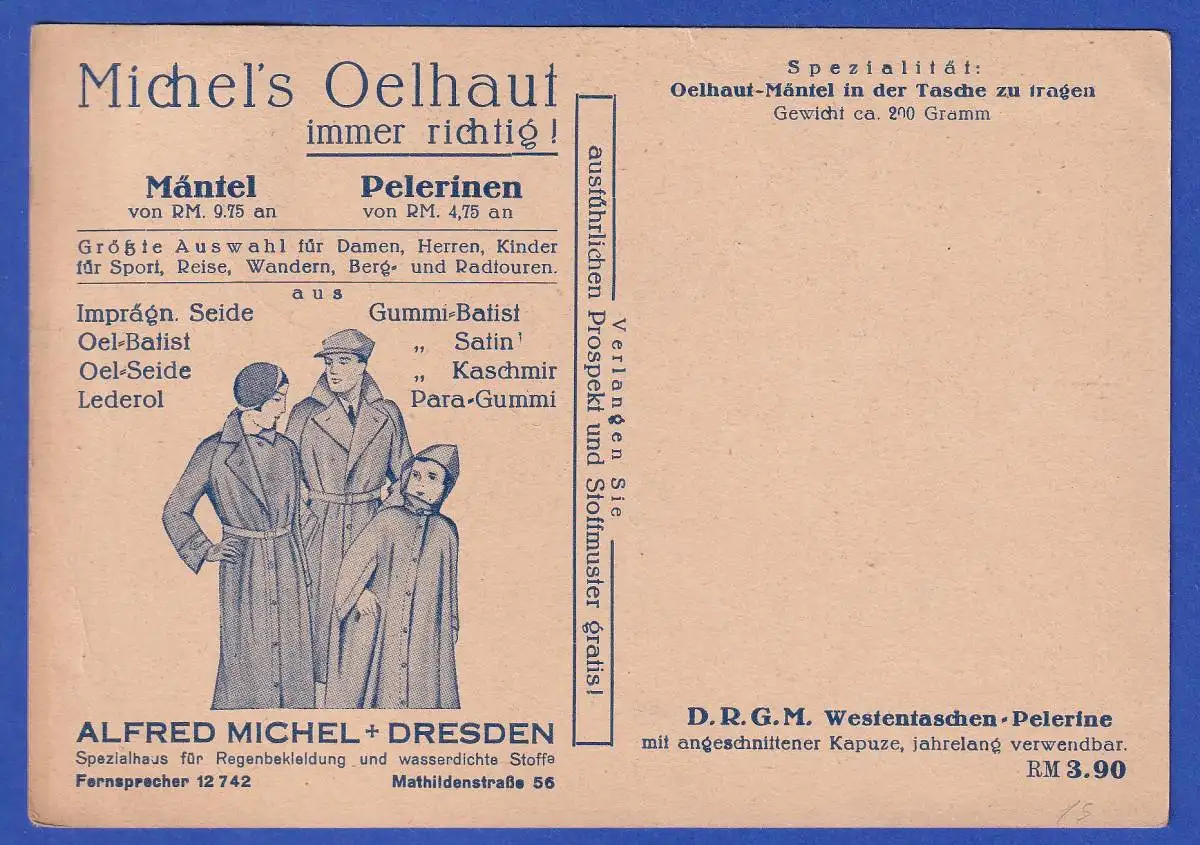 Michel's Oelhaut
immer richtig!
Mäntel Pelerinen
von RM. 9.75 an von RM. 4,75 an
Größte Auswahl für Damen, Herren, Kinder
für Sport, Reise, Wandern, Berg- und Radtouren.
aus
Imprägn. Seide Gummi-Batist
Oel-Batist „ Satin
Oel-Seide „ Kaschmir
Lederol Para-Gummi
ALFRED MICHEL + DRESDEN
Spezialhaus für Regenbekleidung und wasserdichte Stoffe
Fernsprecher 12 742 Mathildenstraße 56
Verlangen Sie
ausführlichen Prospekt und Stoffmuster gratis!
Spezialität:
Oelhaut-Mäntel in der Tasche zu tragen
Gewicht ca. 200 Gramm
D. R. G. M. Westentaschen-Pelerine
mit angeschnittener Kapuze, jahrelang verwendbar.
RM 3.90